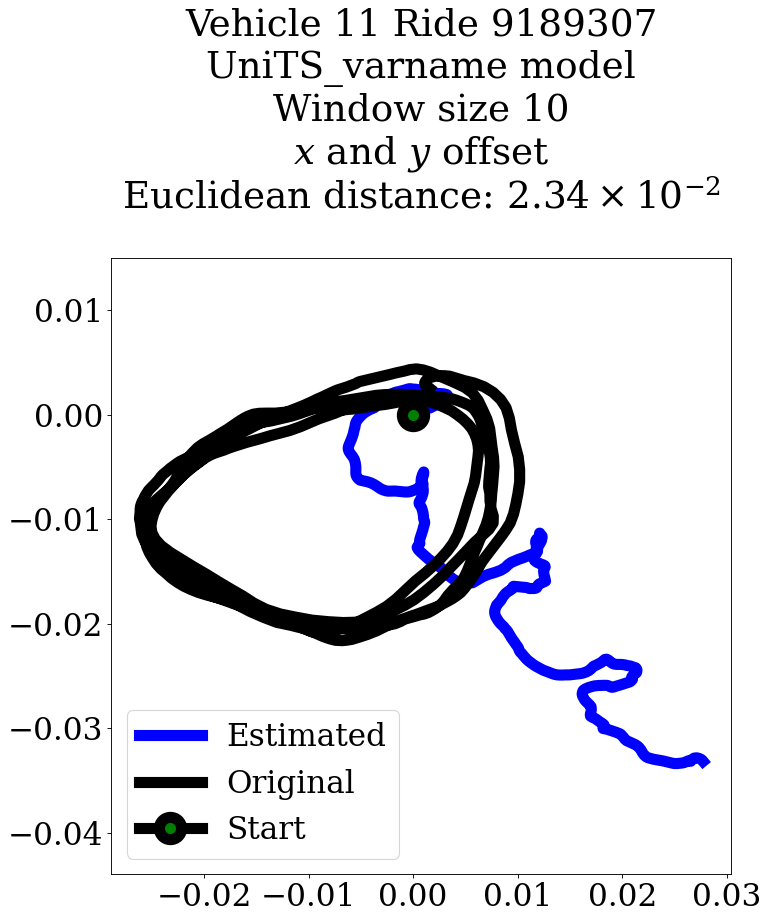 Vehicle 11 Ride 9189307
UniTS_varname model
Window size 10
x and y offset
Euclidean distance: 2.34 × 10⁻²
0.01
0.00
−0.01
−0.02
−0.03
−0.04
Estimated
Original
Start
−0.02 −0.01 0.00 0.01 0.02 0.03